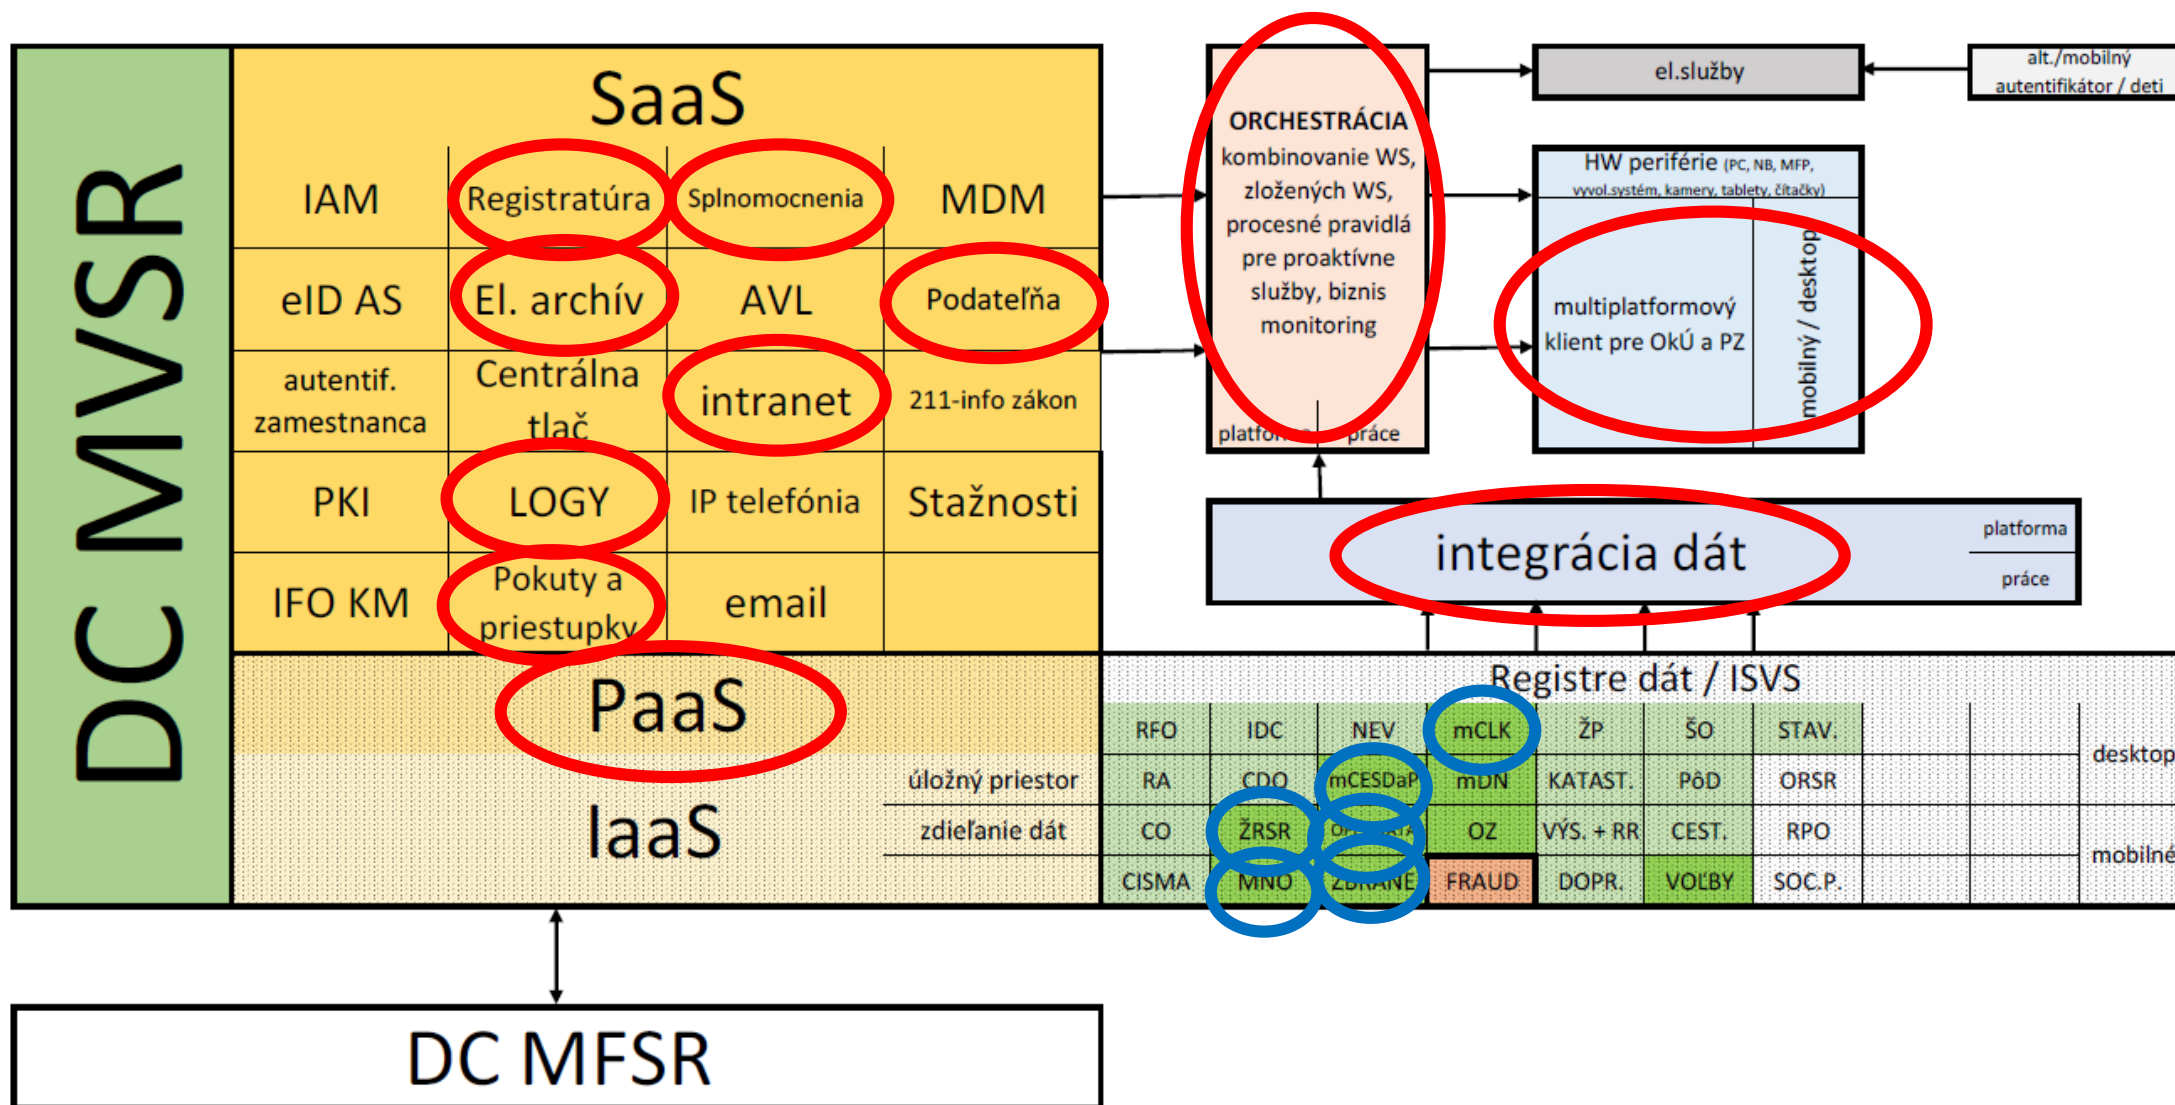 DC MVSR
SaaS
IAM
Registratúra
Splnomocnenia
MDM
eID AS
El. archív
AVL
Podateľňa
autentif.
zamestnanca
Centrálna
tlač
intranet
211-info zákon
PKI
LOGY
IP telefónia
Stažnosti
IFO KM
Pokuty a
priestupky
email
PaaS
IaaS
úložný priestor
zdieľanie dát
ORCHESTRÁCIA
kombinovanie WS,
zložených WS,
procesné pravidlá
pre proaktívne
služby, biznis
monitoring
platforma
práce
el.služby
alt./mobilný
autentifikátor / deti
HW periférie (PC, NB, MFP,
vyvol.systém, kamery, tablety, čítačky)
multiplatformový
klient pre OkÚ a PZ
mobilný / desktop
integrácia dát
platforma
práce
Registre dát / ISVS
RFO IDC NEV mCLK ŽP ŠO STAV.
RA CDO mCESDaP mDN KATAST. PôD ORSR
desktop
CO ŽRSR OZ VÝS. + RR CEST. RPO
CISMA MNO ZBRANE FRAUD DOPR. VOĽBY SOC.P.
mobilné
DC MFSR